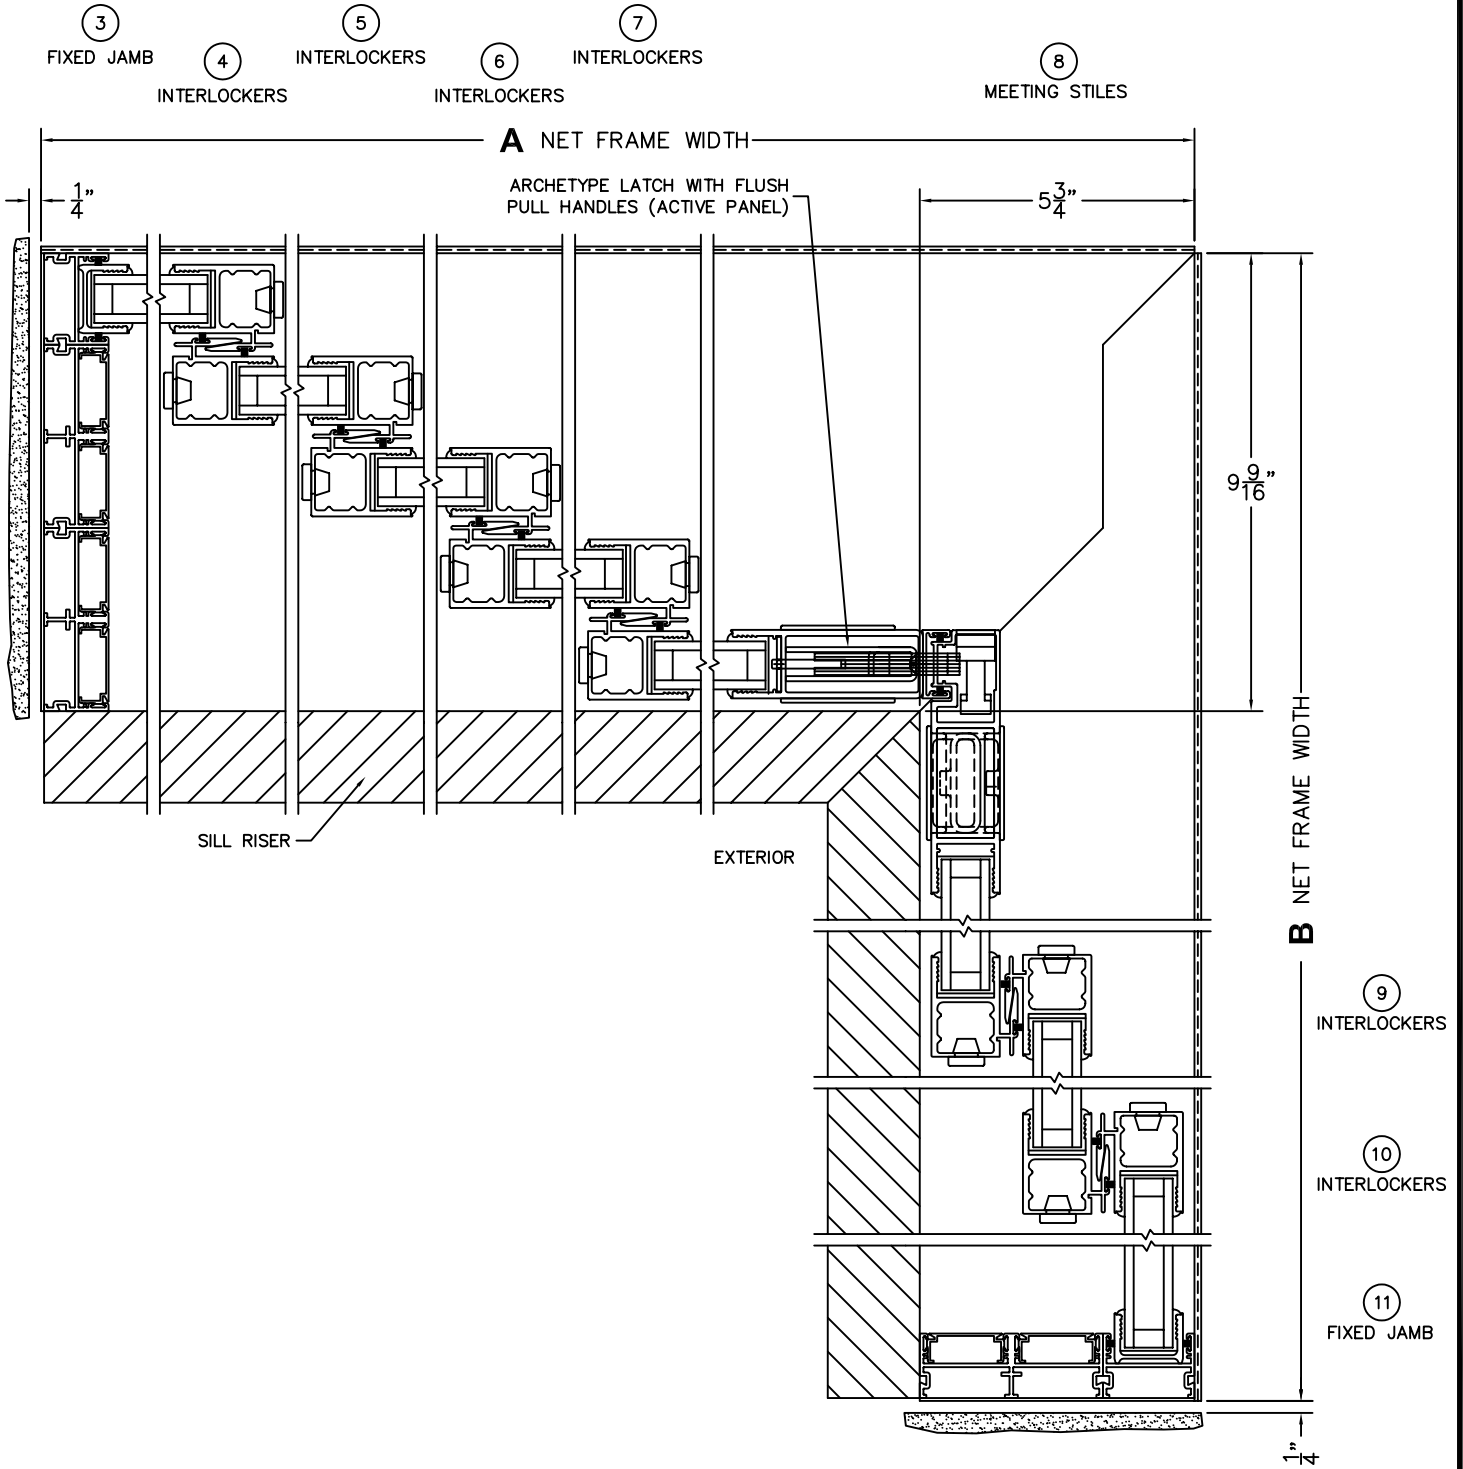 3
FIXED JAMB
4
INTERLOCKERS
5
INTERLOCKERS
6
INTERLOCKERS
7
INTERLOCKERS
8
MEETING STILES
A NET FRAME WIDTH
1/4"
ARCHETYPE LATCH WITH FLUSH
PULL HANDLES (ACTIVE PANEL)
5 3/4"
9 9/16"
B NET FRAME WIDTH
SILL RISER
EXTERIOR
9
INTERLOCKERS
10
INTERLOCKERS
11
FIXED JAMB
1/4"